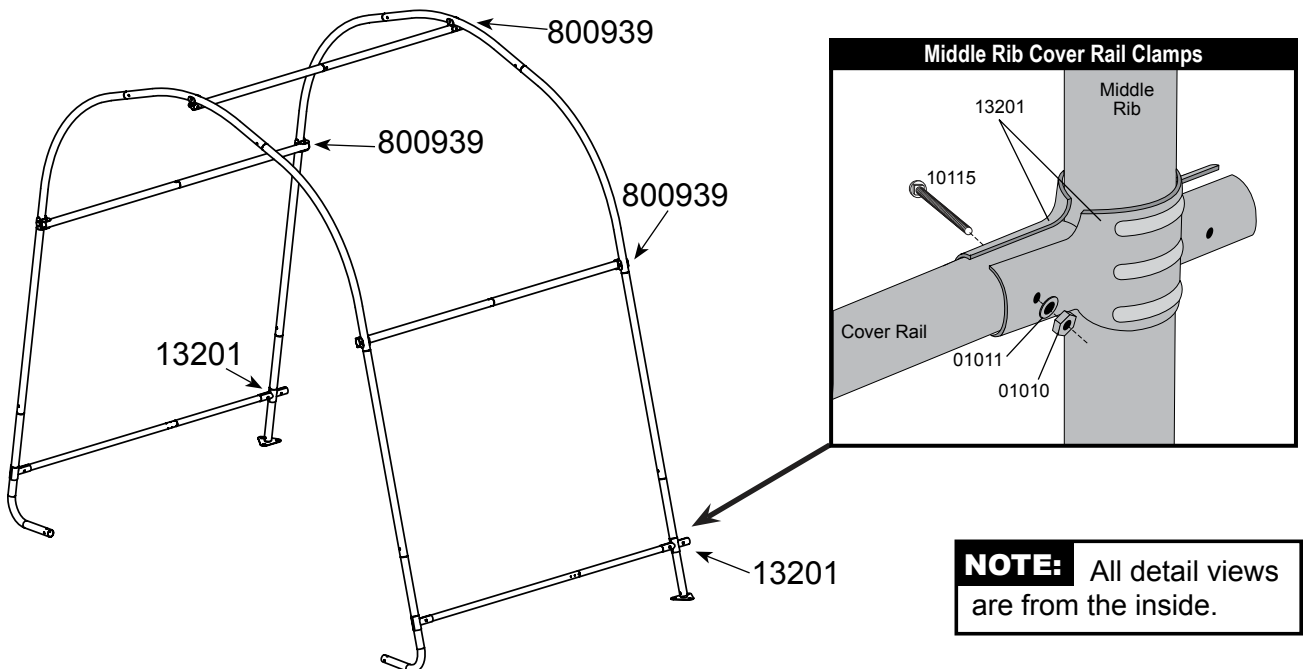 800939
800939
800939
13201
13201
Middle Rib Cover Rail Clamps
Middle
Rib
13201
10115
Cover Rail
01011
01010
NOTE: All detail views
are from the inside.